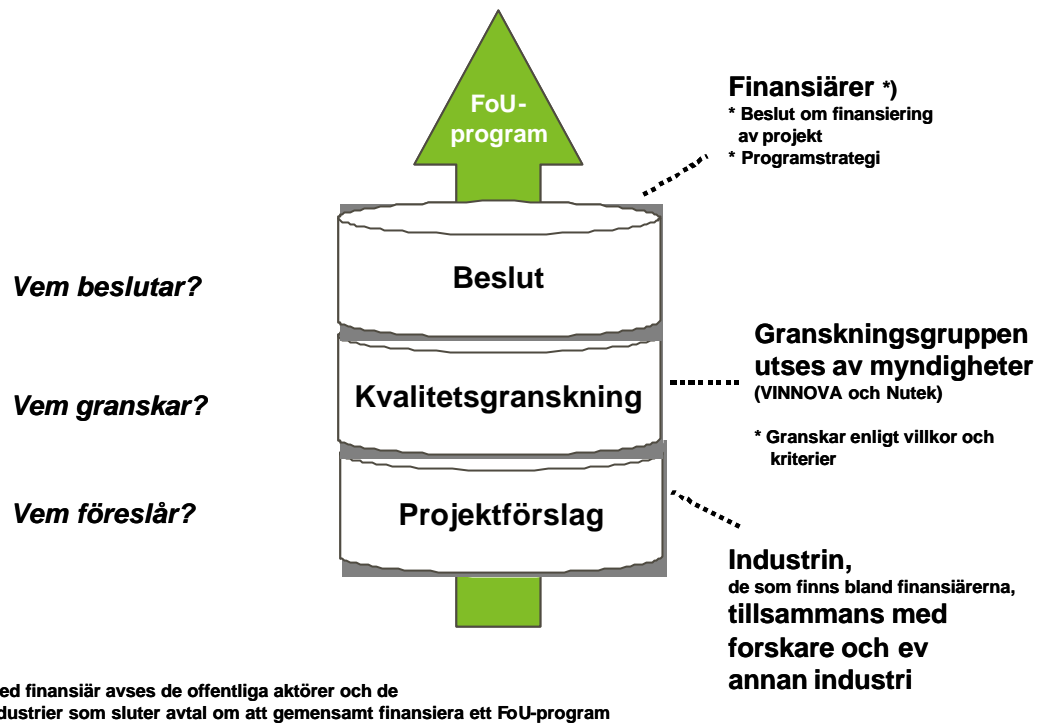 FoU-
program
Finansiärer *)
* Beslut om finansiering
av projekt
* Programstrategi
Vem beslutar?
Beslut
Vem granskar?
Kvalitetsgranskning
Granskningsgruppen
utses av myndigheter
(VINNOVA och Nutek)
* Granskar enligt villkor och
kriterier
Vem föreslår?
Projektförslag
Industrin,
de som finns bland finansiärerna,
tillsammans med
forskare och ev
annan industri
ed finansiär avses de offentliga aktörer och de
dustrier som sluter avtal om att gemensamt finansiera ett FoU-program